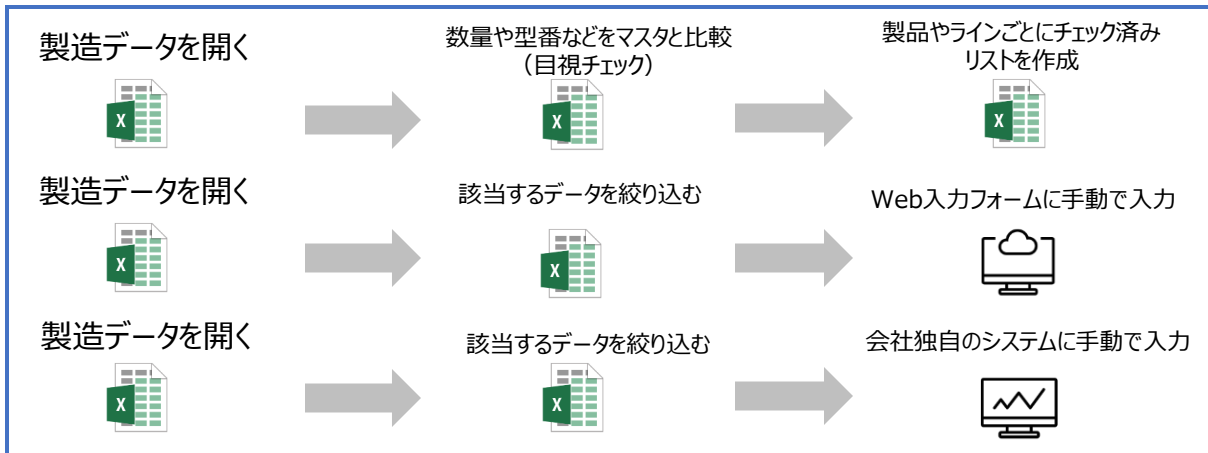 製造データを開く
数量や型番などをマスタと比較
（目視チェック）
製品やラインごとにチェック済み
リストを作成
X
X
X
製造データを開く
該当するデータを絞り込む
Web入力フォームに手動で入力
X
X
製造データを開く
該当するデータを絞り込む
会社独自のシステムに手動で入力
X
X